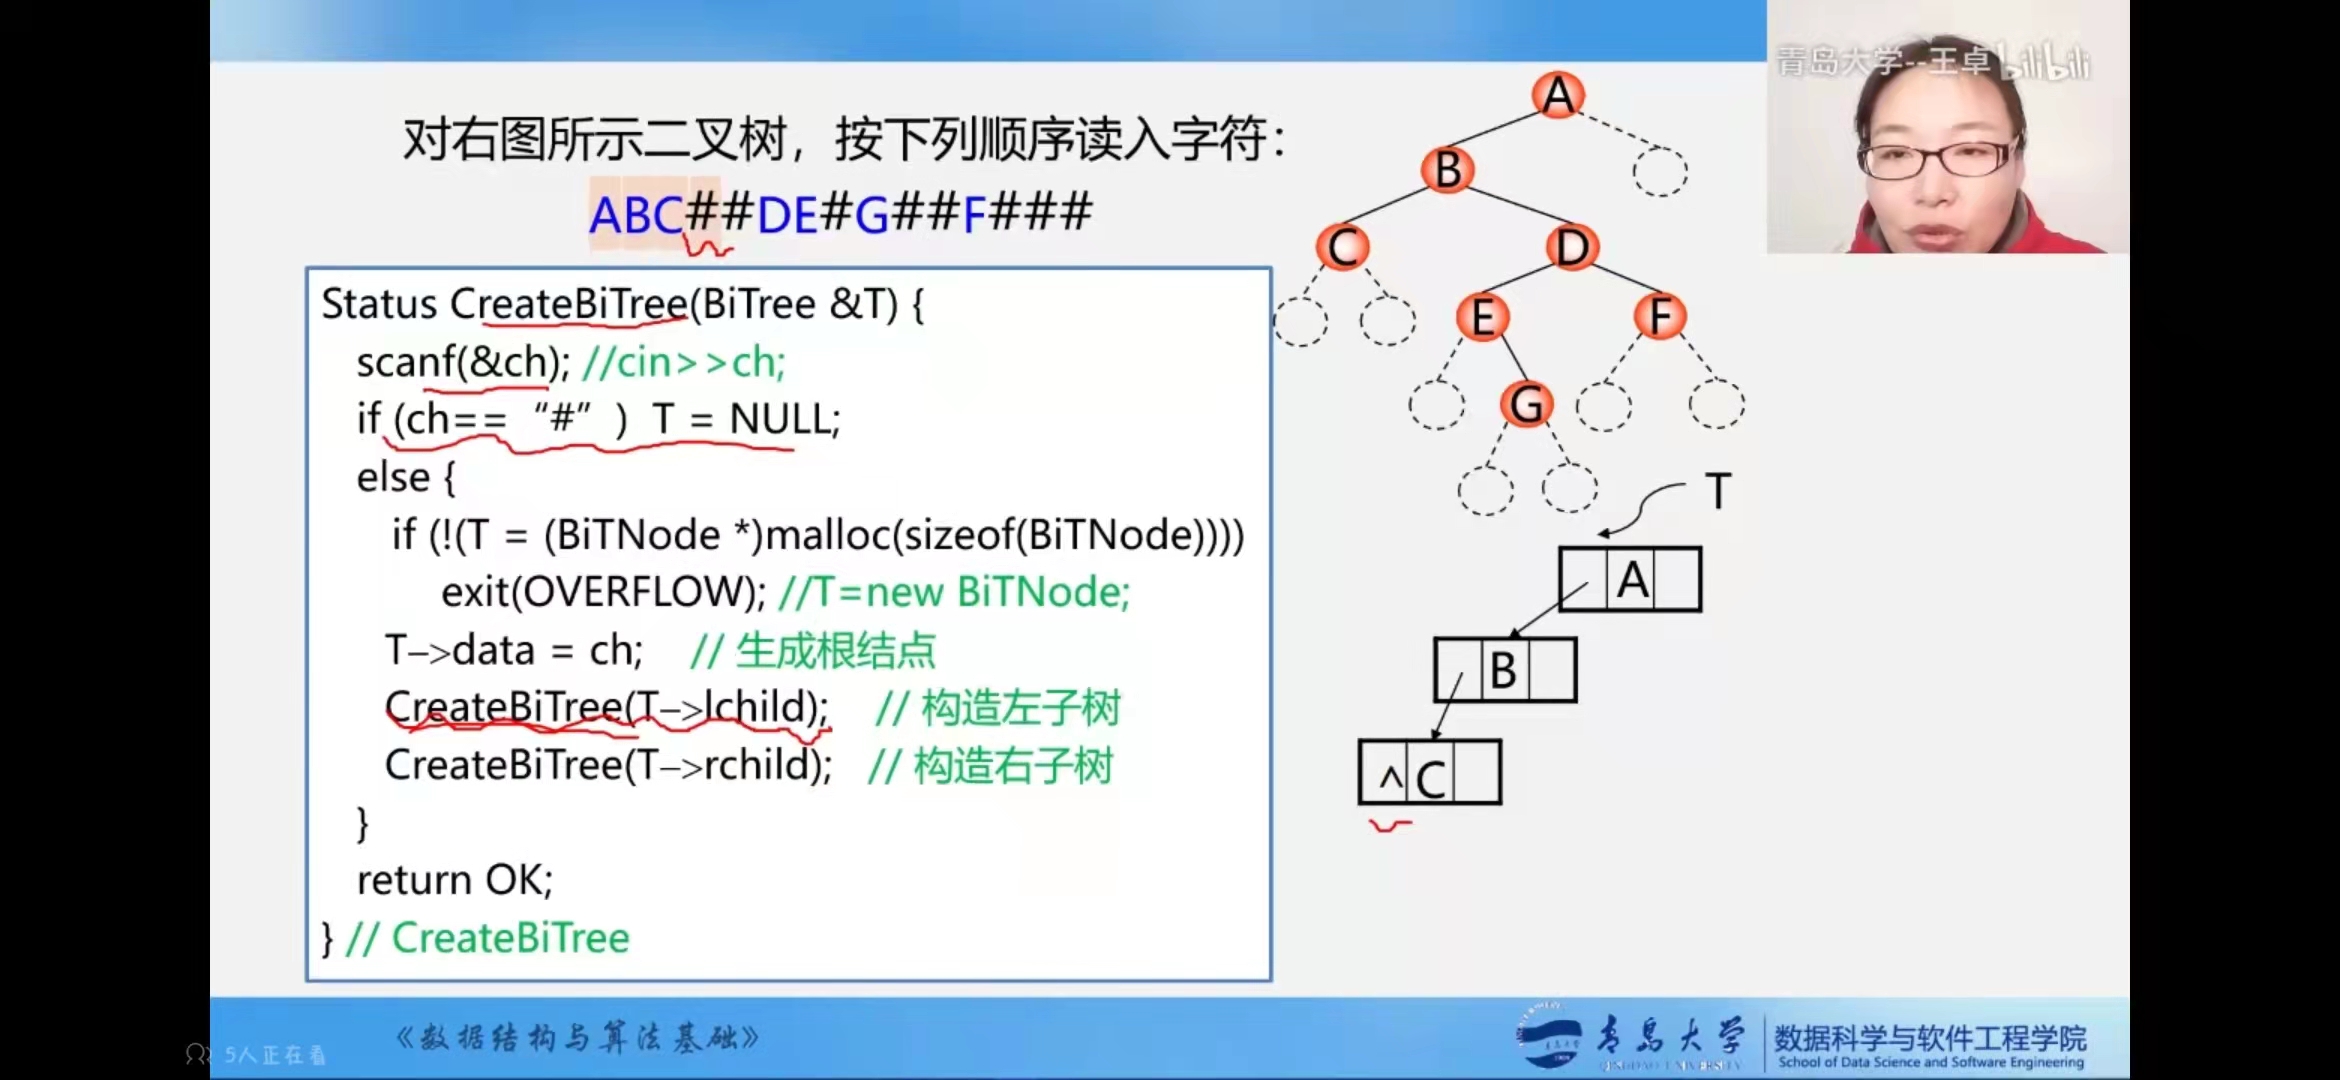 青岛大学--王卓 bilibili
对右图所示二叉树，按下列顺序读入字符：
ABC##DE#G##F###
Status CreateBiTree(BiTree &T) {
scanf(&ch); //cin>>ch;
if (ch== “#” ) T = NULL;
else {
if (!(T = (BiTNode *)malloc(sizeof(BiTNode))))
exit(OVERFLOW); //T=new BiTNode;
T–>data = ch; // 生成根结点
CreateBiTree(T–>lchild); // 构造左子树
CreateBiTree(T–>rchild); // 构造右子树
}
return OK;
} // CreateBiTree
A
B
C
D
E
F
G
T
A
B
^ C
《数据结构与算法基础》
青岛大学
QINGDAO UNIVERSITY
数据科学与软件工程学院
School of Data Science and Software Engineering
5人正在看